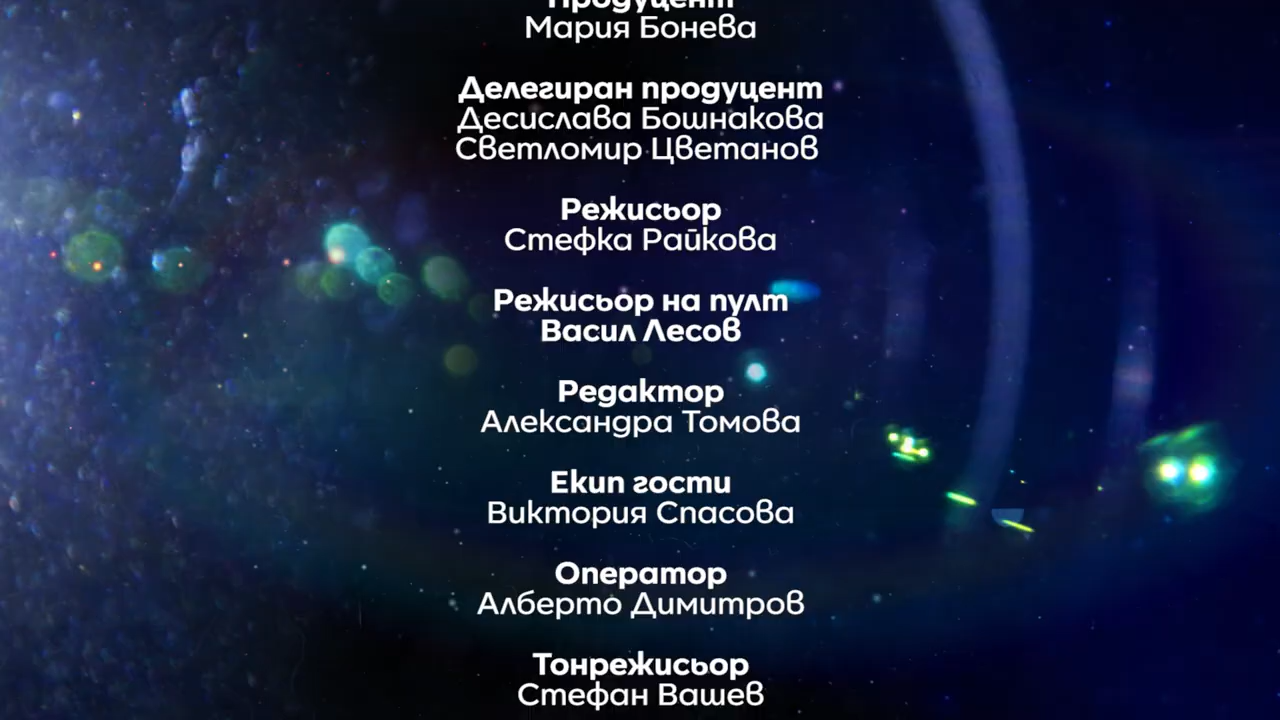 Продуцент
Мария Бонева
Делегиран продуцент
Десислава Бошнакова
Светломир Цветанов
Режисьор
Стефка Райкова
Режисьор на пулт
Васил Лесов
Редактор
Александра Томова
Екип гости
Виктория Спасова
Оператор
Алберто Димитров
Тонрежисьор
Стефан Вашев